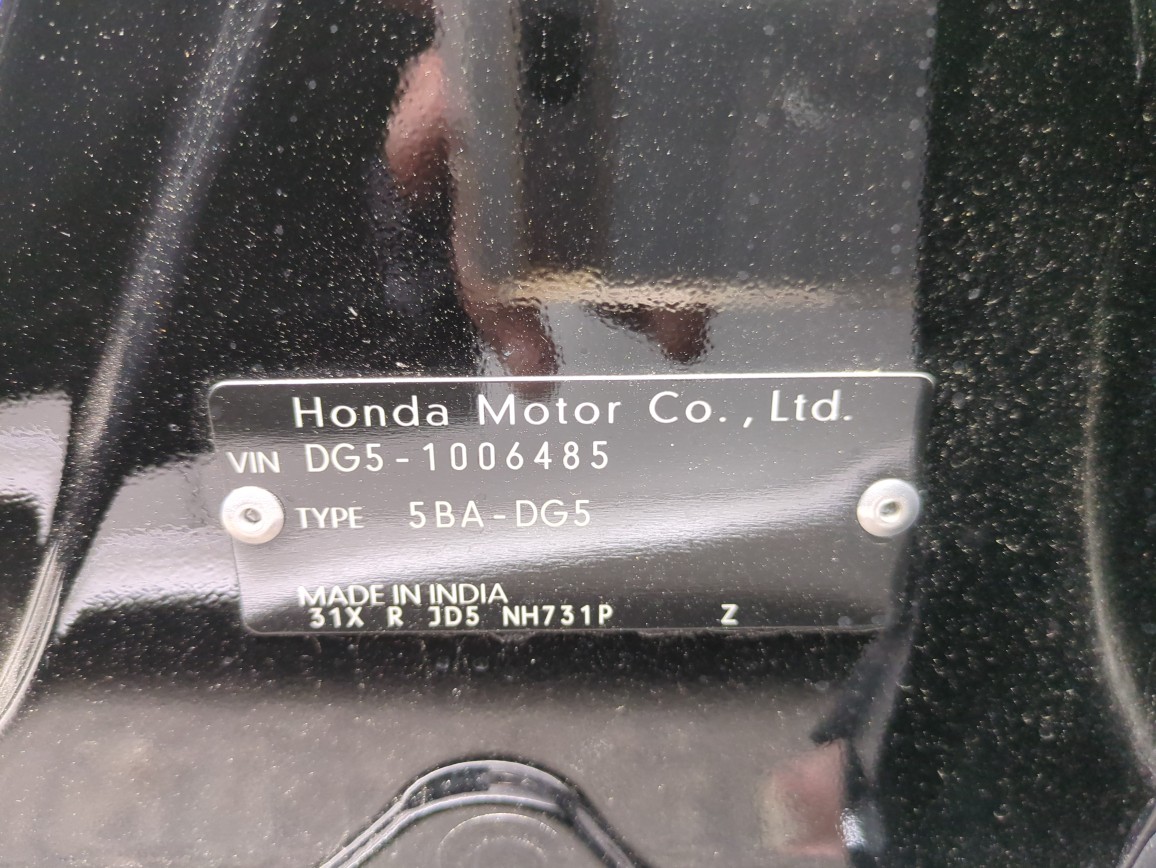 Honda Motor Co., Ltd.
VIN DG5-1006485
TYPE 5BA-DG5
MADE IN INDIA
31X R JD5 NH731P Z